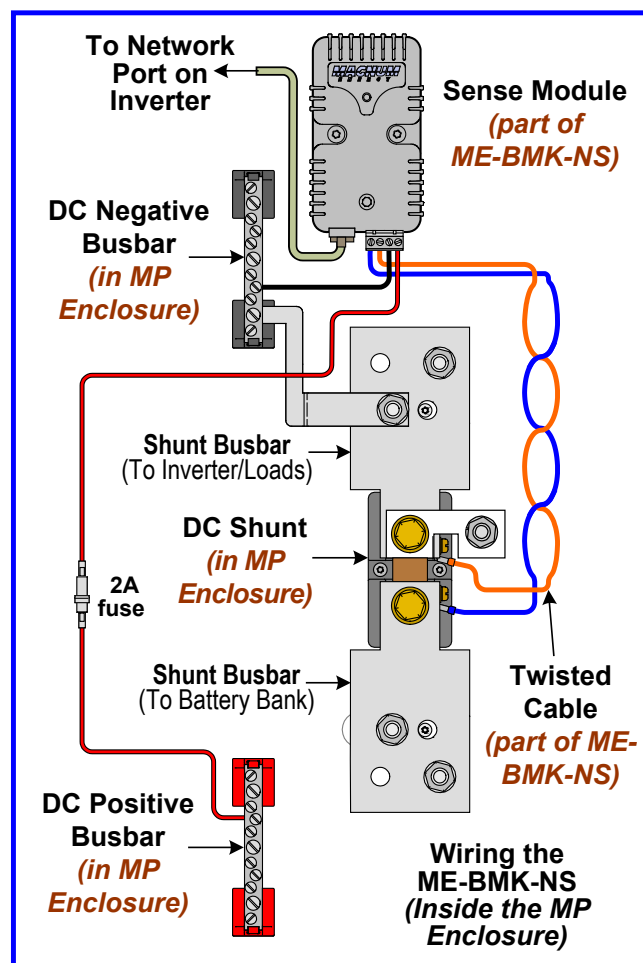 To Network
Port on
Inverter
MAGNUM
ENERGY
Sense Module
(part of
ME-BMK-NS)
DC Negative
Busbar
(in MP
Enclosure)
Shunt Busbar
(To Inverter/Loads)
DC Shunt
(in MP
Enclosure)
2A
fuse
Shunt Busbar
(To Battery Bank)
Twisted
Cable
(part of ME-
BMK-NS)
DC Positive
Busbar
(in MP
Enclosure)
Wiring the
ME-BMK-NS
(Inside the MP
Enclosure)